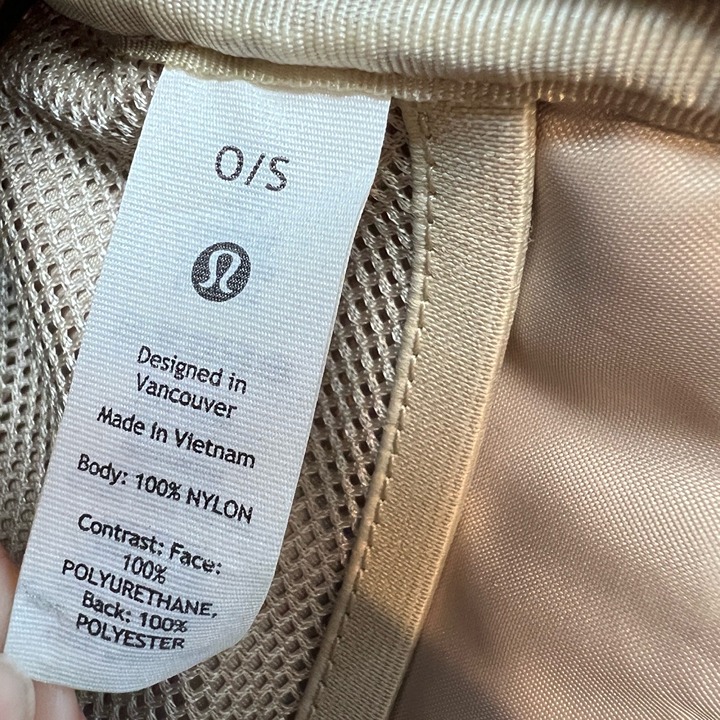 O/S
Designed in
Vancouver
Made in Vietnam
Body: 100% NYLON
Contrast: Face:
100%
POLYURETHANE,
Back: 100%
POLYESTER